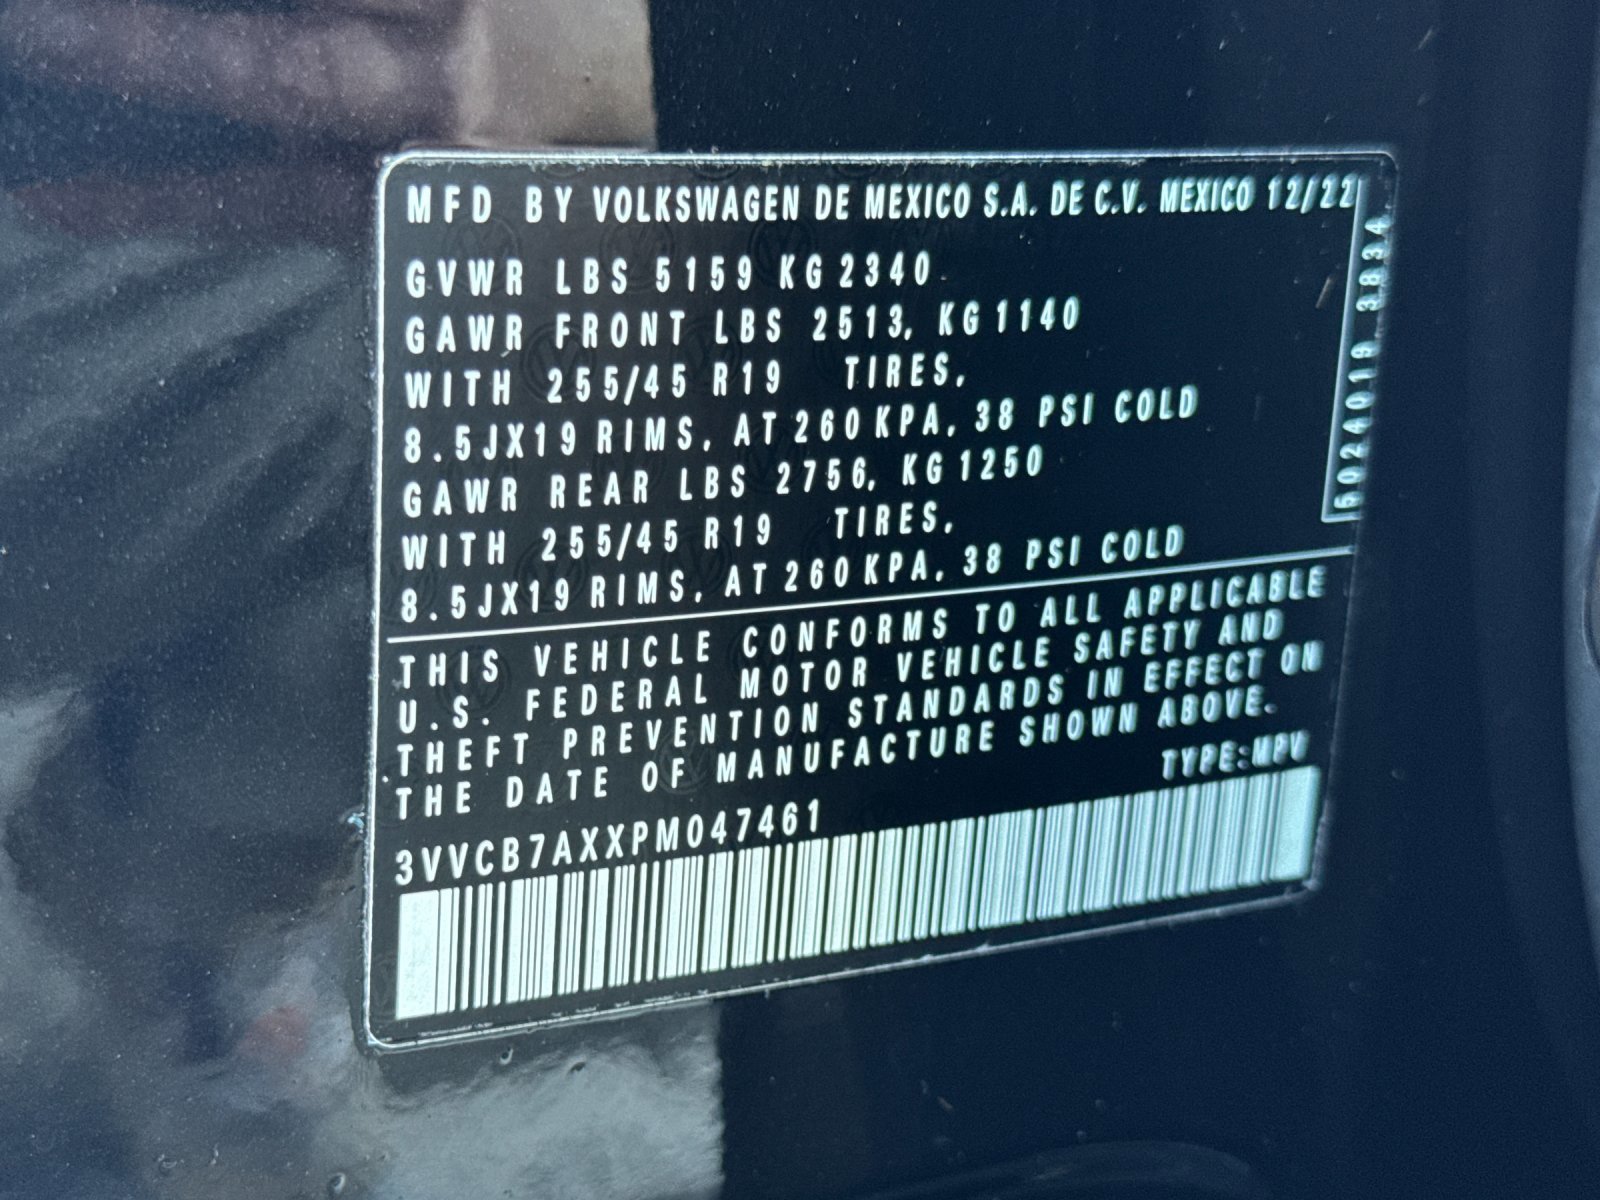 MFD BY VOLKSWAGEN DE MEXICO S.A. DE C.V. MEXICO 12/22
GVWR LBS 5159 KG 2340
GAWR FRONT LBS 2513, KG 1140
WITH 255/45 R19 TIRES,
8.5JX19 RIMS, AT 260 KPA, 38 PSI COLD
GAWR REAR LBS 2756, KG 1250
WITH 255/45 R19 TIRES,
8.5JX19 RIMS, AT 260 KPA, 38 PSI COLD
THIS VEHICLE CONFORMS TO ALL APPLICABLE
U.S. FEDERAL MOTOR VEHICLE SAFETY AND
THEFT PREVENTION STANDARDS IN EFFECT ON
THE DATE OF MANUFACTURE SHOWN ABOVE.
TYPE:MPV
3VVCB7AXXPM047461
3834